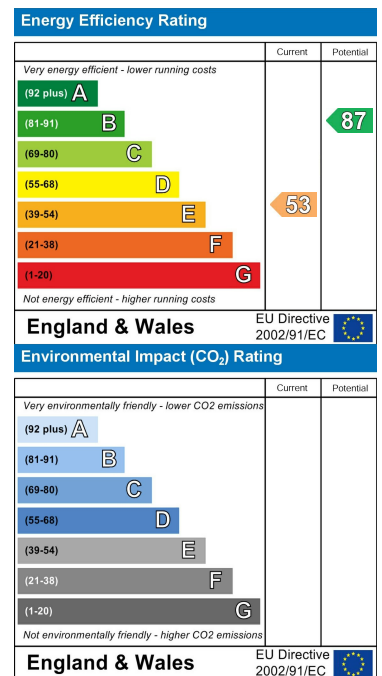 Energy Efficiency Rating
Current Potential
Very energy efficient - lower running costs
(92 plus) A
(81-91) B 87
(69-80) C
(55-68) D
(39-54) E 53
(21-38) F
(1-20) G
Not energy efficient - higher running costs
England & Wales EU Directive
2002/91/EC
Environmental Impact (CO₂) Rating
Current Potential
Very environmentally friendly - lower CO2 emissions
(92 plus) A
(81-91) B
(69-80) C
(55-68) D
(39-54) E
(21-38) F
(1-20) G
Not environmentally friendly - higher CO2 emissions
England & Wales EU Directive
2002/91/EC